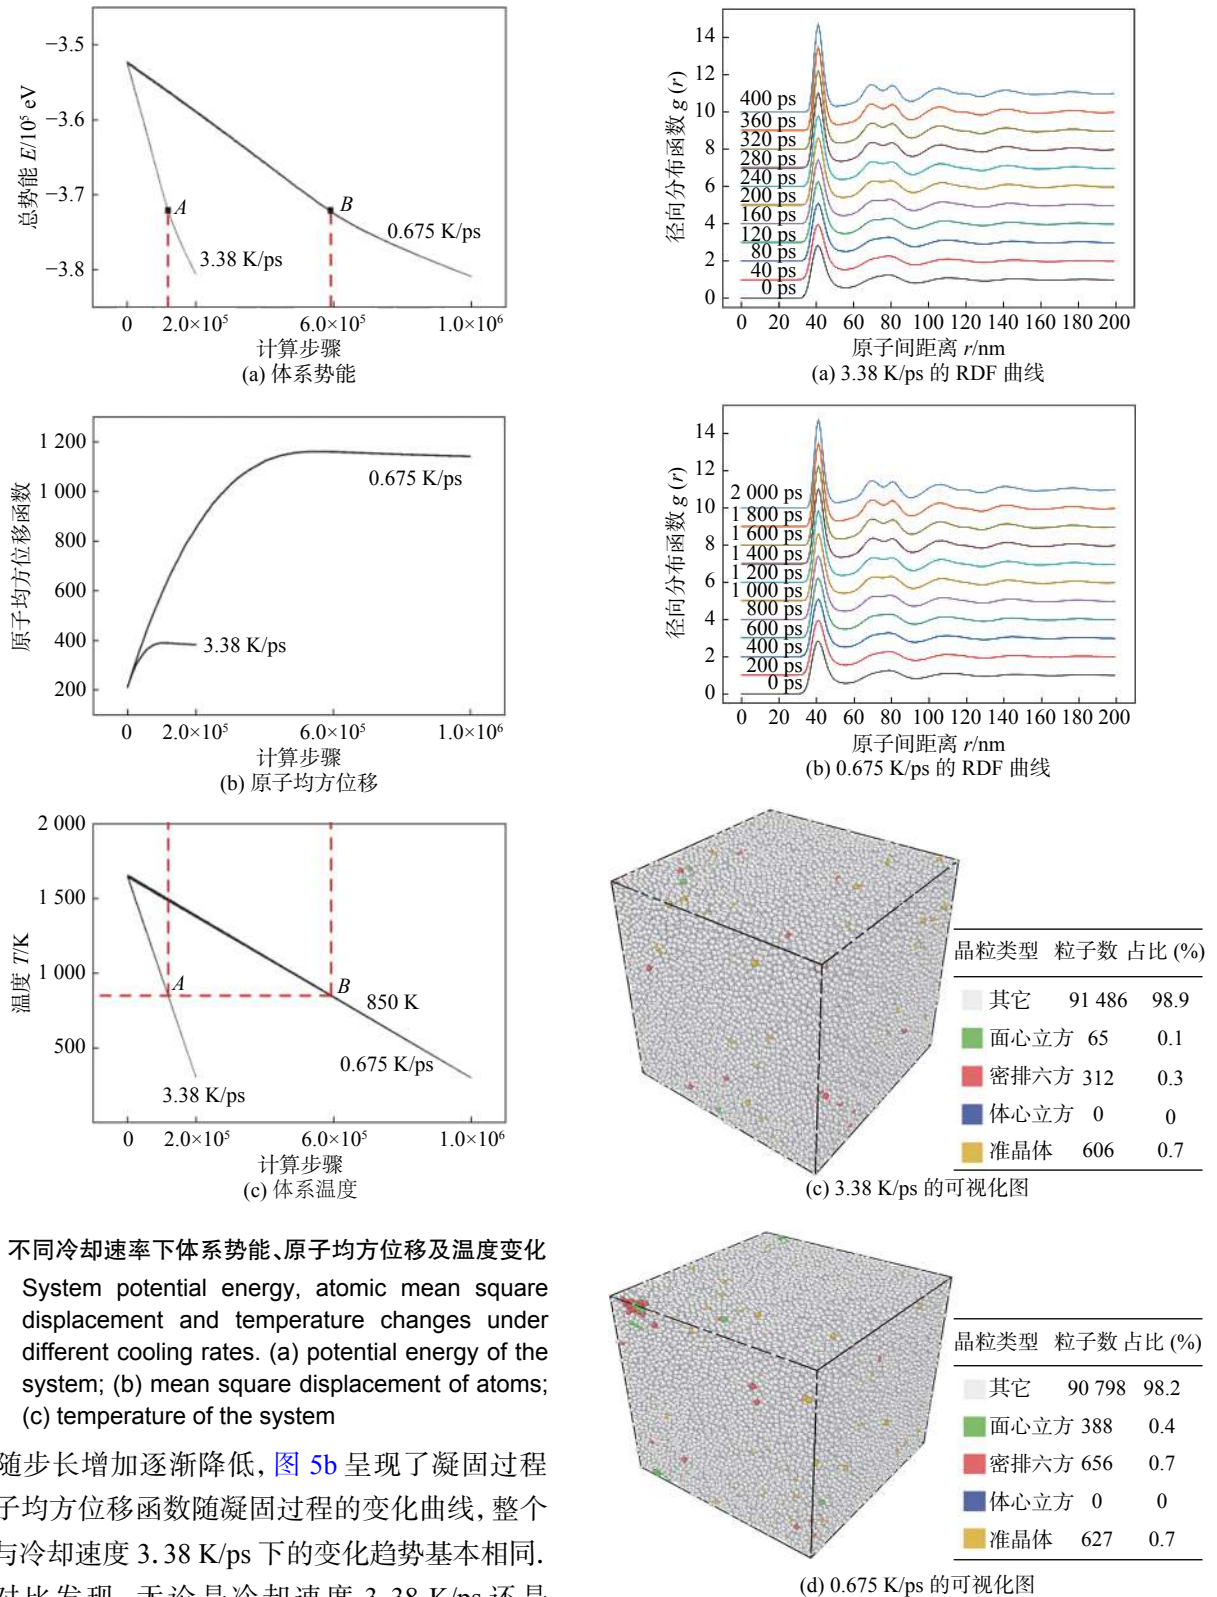 −3.5
−3.6
−3.7
−3.8
总势能 E/10⁵ eV
A
B
0.675 K/ps
3.38 K/ps
0 2.0×10⁵ 6.0×10⁵ 1.0×10⁶
计算步骤
(a) 体系势能
1 200
1 000
800
600
400
200
原子均方位移函数
0.675 K/ps
3.38 K/ps
0 2.0×10⁵ 6.0×10⁵ 1.0×10⁶
计算步骤
(b) 原子均方位移
2 000
1 500
1 000
500
温度 T/K
A
B
850 K
0.675 K/ps
3.38 K/ps
0 2.0×10⁵ 6.0×10⁵ 1.0×10⁶
计算步骤
(c) 体系温度
不同冷却速率下体系势能、原子均方位移及温度变化
System potential energy, atomic mean square
displacement and temperature changes under
different cooling rates. (a) potential energy of the
system; (b) mean square displacement of atoms;
(c) temperature of the system
随步长增加逐渐降低, 图 5b 呈现了凝固过程
子均方位移函数随凝固过程的变化曲线, 整个
与冷却速度 3.38 K/ps 下的变化趋势基本相同.
对比发现, 无论是冷却速度 3.38 K/ps 还是
14
12
10
8
6
4
2
0
径向分布函数 g (r)
400 ps
360 ps
320 ps
280 ps
240 ps
200 ps
160 ps
120 ps
80 ps
40 ps
0 ps
0 20 40 60 80 100 120 140 160 180 200
原子间距离 r/nm
(a) 3.38 K/ps 的 RDF 曲线
14
12
10
8
6
4
2
0
径向分布函数 g (r)
2 000 ps
1 800 ps
1 600 ps
1 400 ps
1 200 ps
1 000 ps
800 ps
600 ps
400 ps
200 ps
0 ps
0 20 40 60 80 100 120 140 160 180 200
原子间距离 r/nm
(b) 0.675 K/ps 的 RDF 曲线
晶粒类型 粒子数 占比 (%)
其它 91 486 98.9
面心立方 65 0.1
密排六方 312 0.3
体心立方 0 0
准晶体 606 0.7
(c) 3.38 K/ps 的可视化图
晶粒类型 粒子数 占比 (%)
其它 90 798 98.2
面心立方 388 0.4
密排六方 656 0.7
体心立方 0 0
准晶体 627 0.7
(d) 0.675 K/ps 的可视化图